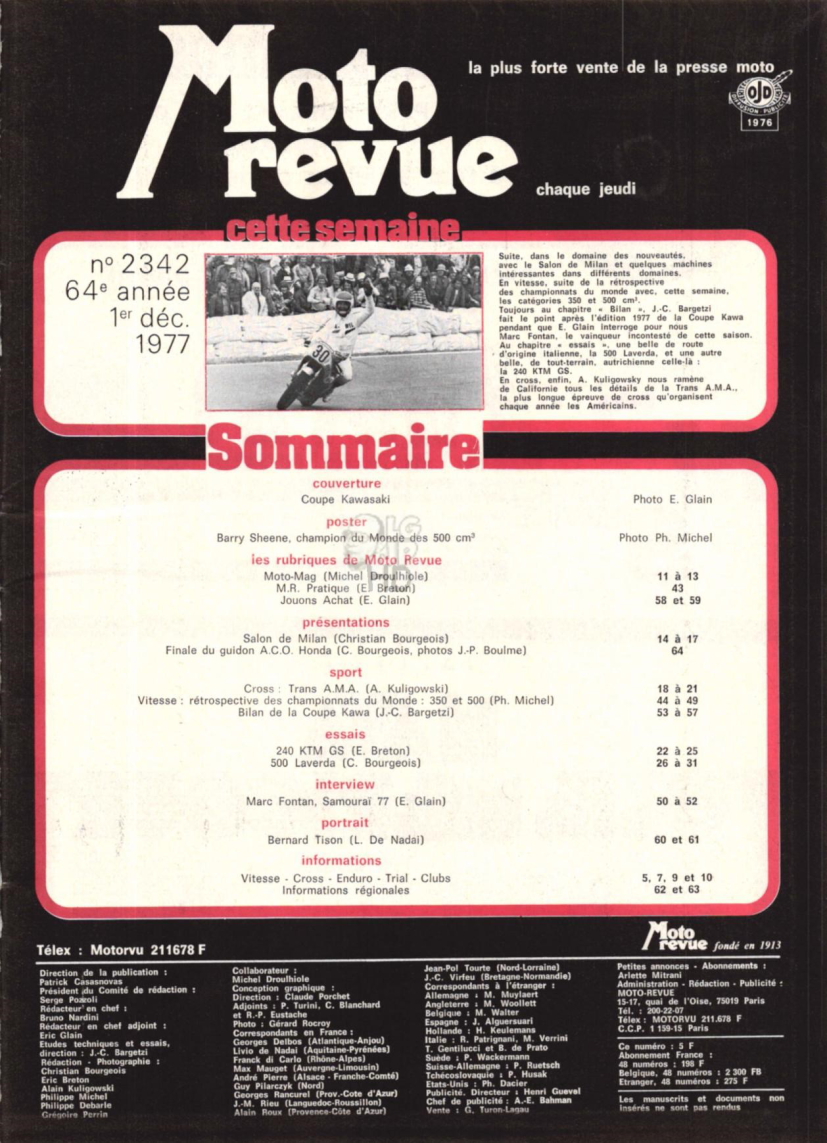 Moto revue
la plus forte vente de la presse moto
OJD
DIFFUSION PUBLICITE
1976
chaque jeudi
cette semaine
n° 2342
64e année
1er déc.
1977
30
Suite, dans le domaine des nouveautés.
avec le Salon de Milan et quelques machines
intéressantes dans différents domaines.
En vitesse, suite de la rétrospective
des championnats du monde avec, cette semaine,
les catégories 350 et 500 cm³.
Toujours au chapitre « Bilan », J.-C. Bargetzi
fait le point après l'édition 1977 de la Coupe Kawa
pendant que E. Glain interroge pour nous
Marc Fontan, le vainqueur incontesté de cette saison.
Au chapitre « essais », une belle de route
d'origine italienne, la 500 Laverda, et une autre
belle, de tout-terrain, autrichienne celle-là :
la 240 KTM GS.
En cross, enfin, A. Kuligowsky nous ramène
de Californie tous les détails de la Trans A.M.A.,
la plus longue épreuve de cross qu'organisent
chaque année les Américains.
Sommaire
couverture
Coupe Kawasaki Photo E. Glain
poster
Barry Sheene, champion du Monde des 500 cm³ Photo Ph. Michel
les rubriques de Moto Revue
Moto-Mag (Michel Droulhiole) 11 à 13
M.R. Pratique (E. Breton) 43
Jouons Achat (E. Glain) 58 et 59
présentations
Salon de Milan (Christian Bourgeois) 14 à 17
Finale du guidon A.C.O. Honda (C. Bourgeois, photos J.-P. Boulme) 64
sport
Cross : Trans A.M.A. (A. Kuligowski) 18 à 21
Vitesse : rétrospective des championnats du Monde : 350 et 500 (Ph. Michel) 44 à 49
Bilan de la Coupe Kawa (J.-C. Bargetzi) 53 à 57
essais
240 KTM GS (E. Breton) 22 à 25
500 Laverda (C. Bourgeois) 26 à 31
interview
Marc Fontan, Samouraï 77 (E. Glain) 50 à 52
portrait
Bernard Tison (L. De Nadai) 60 et 61
informations
Vitesse - Cross - Enduro - Trial - Clubs 5, 7, 9 et 10
Informations régionales 62 et 63
Télex : Motorvu 211678 F
Moto revue fondé en 1913
Direction de la publication :
Patrick Casasnovas
Président du Comité de rédaction :
Serge Pozzoli
Rédacteur en chef :
Bruno Nardini
Rédacteur en chef adjoint :
Eric Glain
Etudes techniques et essais,
direction : J.-C. Bargetzi
Rédaction - Photographie :
Christian Bourgeois
Eric Breton
Alain Kuligowski
Philippe Michel
Philippe Debarle
Grégoire Perrin
Collaborateur :
Michel Droulhiole
Conception graphique :
Direction : Claude Porchet
Adjoints : P. Turini, C. Blanchard
et R.-P. Eustache
Photo : Gérard Rocroy
Correspondants en France :
Georges Delbos (Atlantique-Anjou)
Livio de Nadai (Aquitaine-Pyrénées)
Franck di Carlo (Rhône-Alpes)
Max Mauget (Auvergne-Limousin)
André Pierre (Alsace - Franche-Comté)
Guy Pilarczyk (Nord)
Georges Rancurel (Prov.-Cote d'Azur)
J.-M. Rieu (Languedoc-Roussillon)
Alain Roux (Provence-Côte d'Azur)
Jean-Pol Tourte (Nord-Lorraine)
J.-C. Virfeu (Bretagne-Normandie)
Correspondants à l'étranger :
Allemagne : M. Muylaert
Angleterre : M. Woollett
Belgique : M. Walter
Espagne : J. Alguersuari
Hollande : H. Keulemans
Italie : R. Patrignani, M. Verrini
T. Gentilucci et B. de Prato
Suède : P. Wackermann
Suisse-Allemagne : P. Ruetsch
Tchécoslovaquie : P. Husak
Etats-Unis : Ph. Dacier
Publicité. Directeur : Henri Gueval
Chef de publicité : A.-E. Bahman
Vente : G. Turon-Lagau
Petites annonces - Abonnements :
Arlette Mitrani
Administration - Rédaction - Publicité :
MOTO-REVUE
15-17, quai de l'Oise, 75019 Paris
Tél. : 200-22-07
Télex : MOTORVU 211.678 F
C.C.P. 1 159-15 Paris
Ce numéro : 5 F
Abonnement France :
48 numéros : 198 F
Belgique, 48 numéros : 2 300 FB
Etranger, 48 numéros : 275 F
Les manuscrits et documents non
insérés ne sont pas rendus